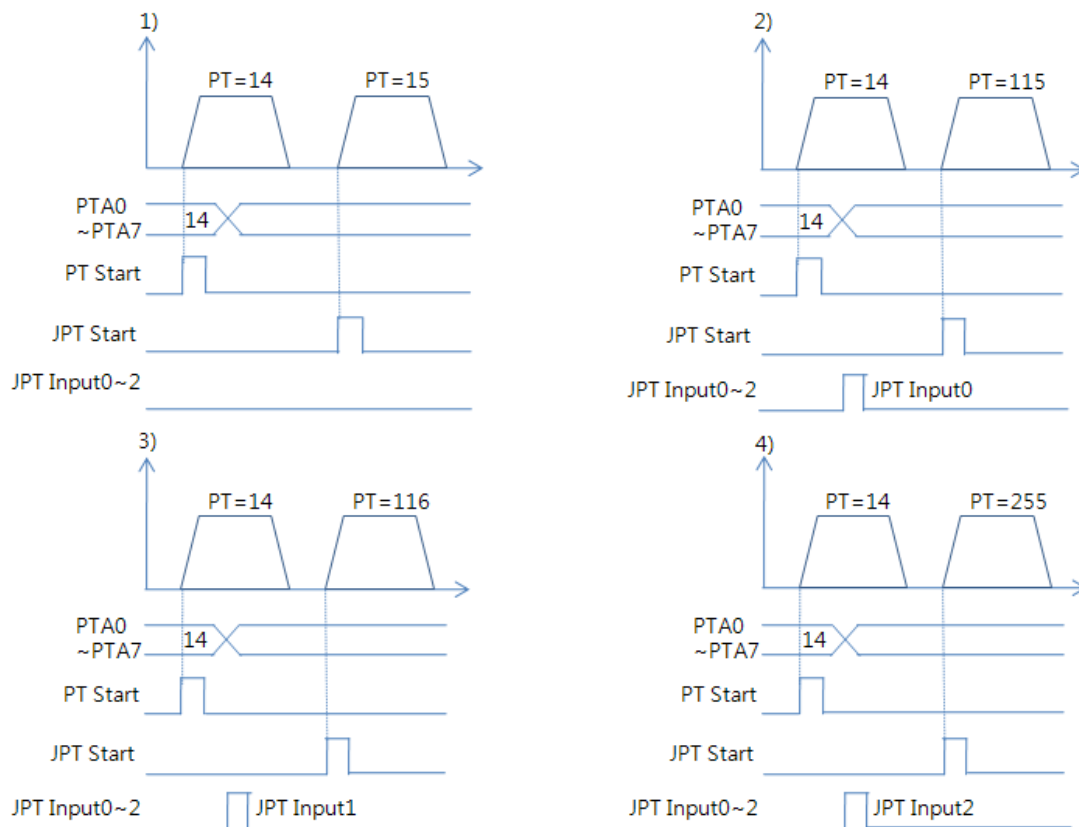 1)
PT=14 PT=15
PTA0
~PTA7
14
PT Start
JPT Start
JPT Input0~2
2)
PT=14 PT=115
PTA0
~PTA7
14
PT Start
JPT Start
JPT Input0~2 JPT Input0
3)
PT=14 PT=116
PTA0
~PTA7
14
PT Start
JPT Start
JPT Input0~2 JPT Input1
4)
PT=14 PT=255
PTA0
~PTA7
14
PT Start
JPT Start
JPT Input0~2 JPT Input2